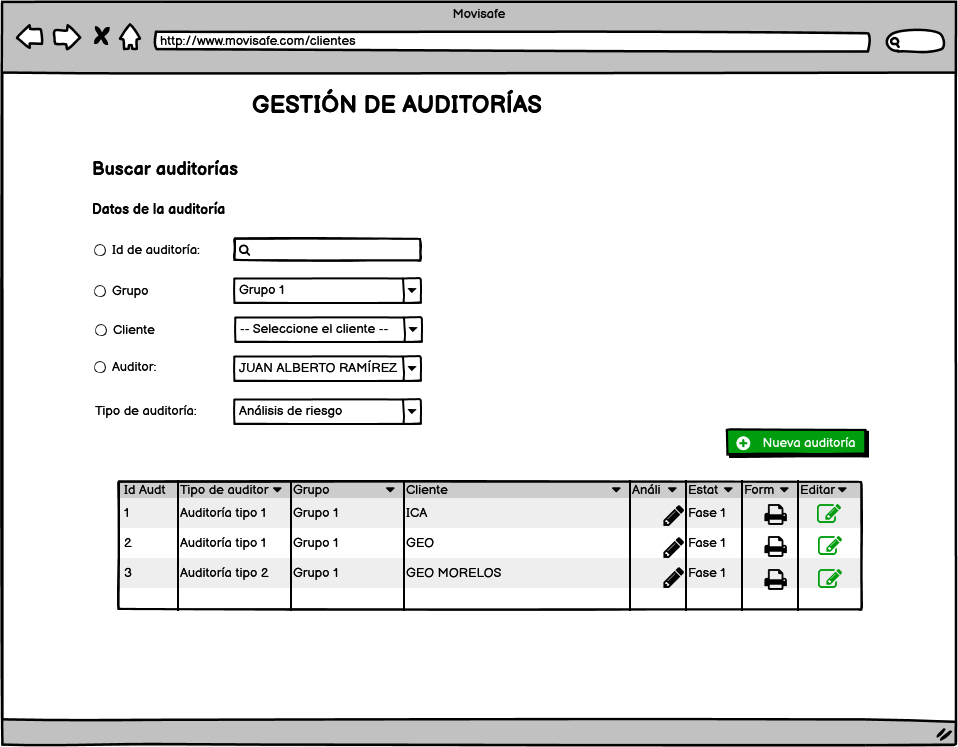 Movisafe
http://www.movisafe.com/clientes
GESTIÓN DE AUDITORÍAS
Buscar auditorías
Datos de la auditoría
Id de auditoría:
Grupo Grupo 1
Cliente -- Seleccione el cliente --
Auditor: JUAN ALBERTO RAMÍREZ
Tipo de auditoría: Análisis de riesgo
Nueva auditoría
Id Audt Tipo de auditor Grupo Cliente Análi Estat Form Editar
1 Auditoría tipo 1 Grupo 1 ICA Fase 1
2 Auditoría tipo 1 Grupo 1 GEO Fase 1
3 Auditoría tipo 2 Grupo 1 GEO MORELOS Fase 1